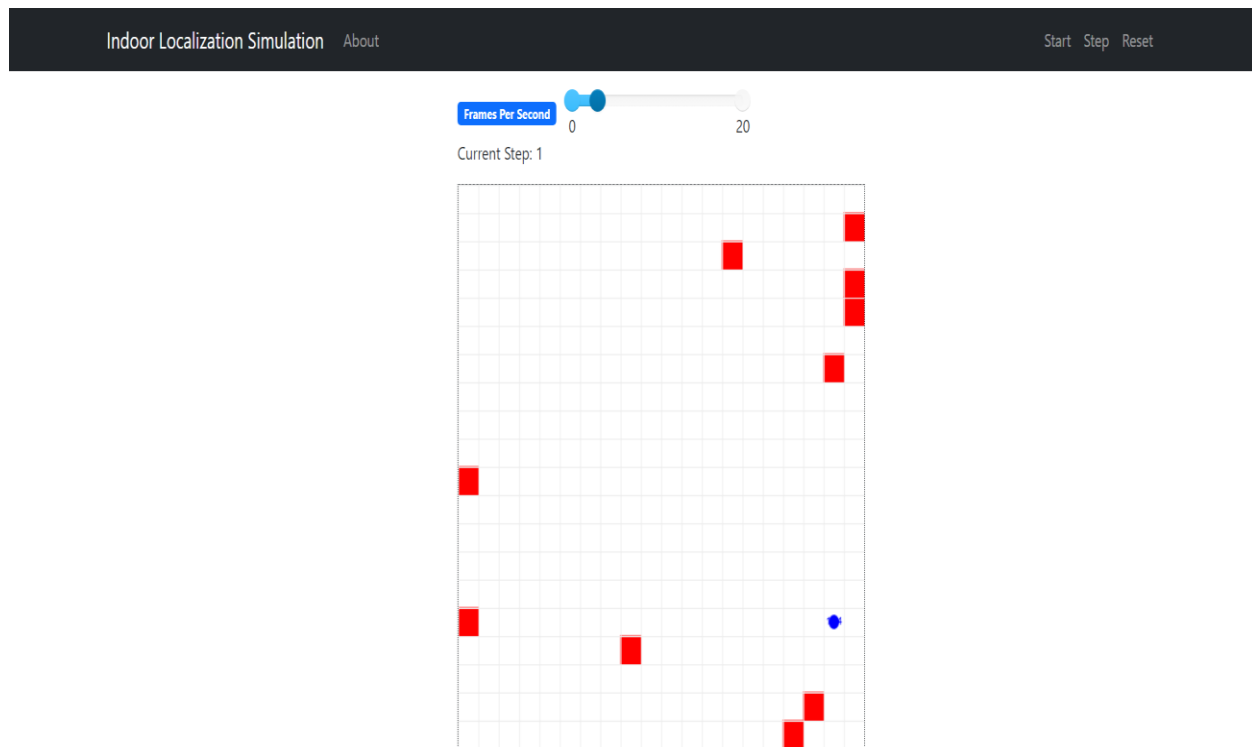 Indoor Localization Simulation About Start Step Reset
Frames Per Second
0 20
Current Step: 1